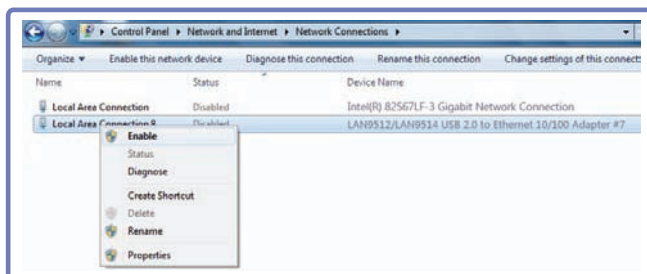 Control Panel ▸ Network and Internet ▸ Network Connections ▸
Organize ▾ Enable this network device Diagnose this connection Rename this connection Change settings of this connect
Name Status Device Name
Local Area Connection Disabled Intel(R) 82567LF-3 Gigabit Network Connection
Local Area Connection 8 Disabled LAN9512/LAN9514 USB 2.0 to Ethernet 10/100 Adapter #7
Enable
Status
Diagnose
Create Shortcut
Delete
Rename
Properties